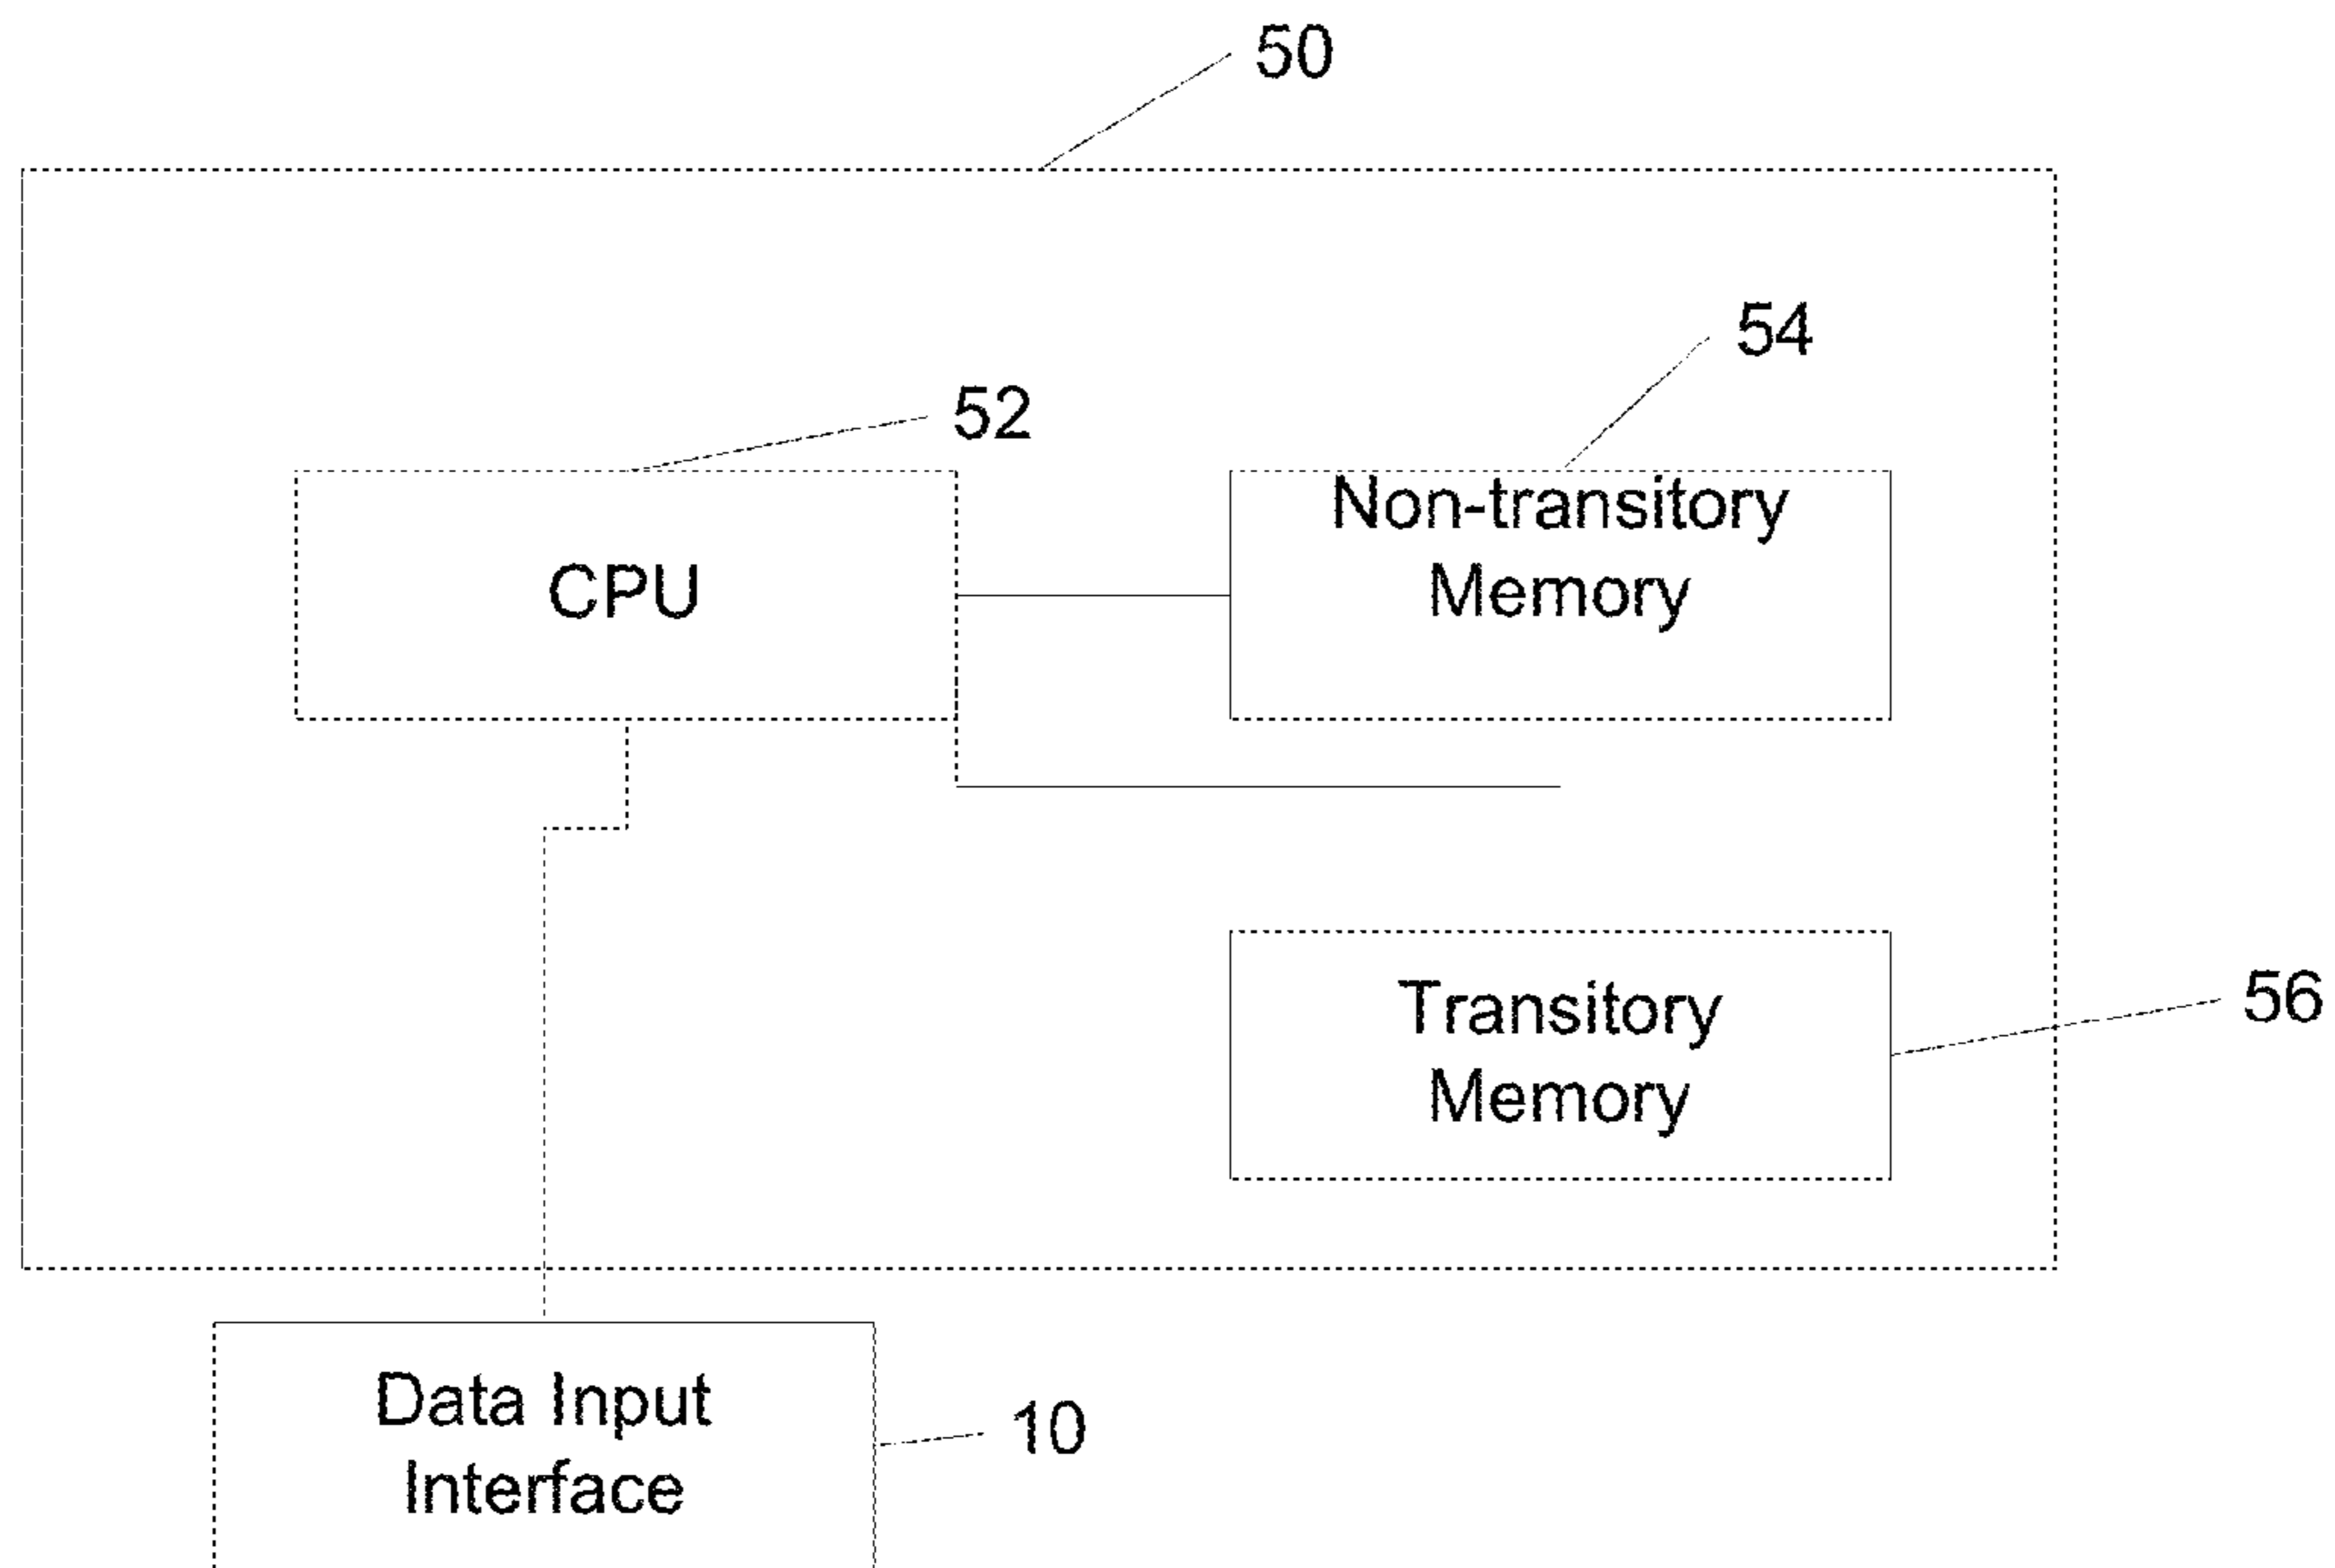 50
54
52
Non-transitory
Memory
CPU
Transitory
Memory
56
Data Input
Interface
10